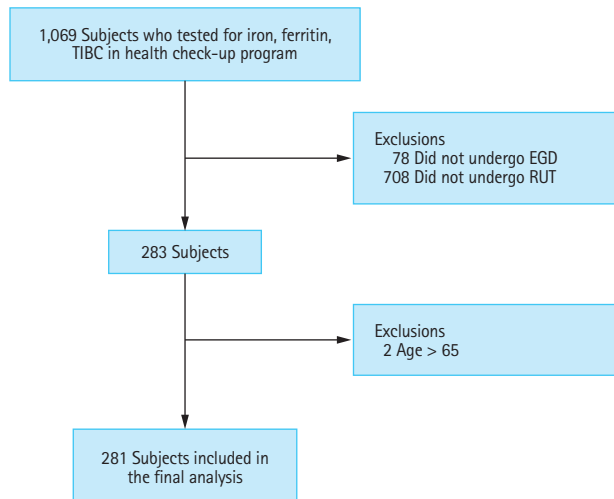 1,069 Subjects who tested for iron, ferritin,
TIBC in health check-up program
Exclusions
78 Did not undergo EGD
708 Did not undergo RUT
283 Subjects
Exclusions
2 Age > 65
281 Subjects included in
the final analysis